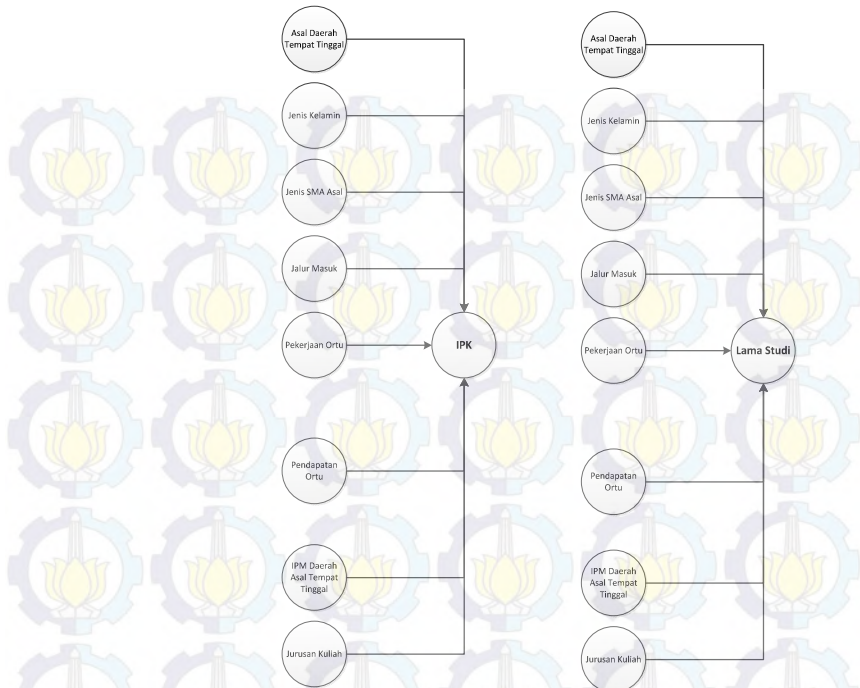 Asal Daerah
Tempat Tinggal
Jenis Kelamin
Jenis SMA Asal
Jalur Masuk
Pekerjaan Ortu
IPK
Pendapatan
Ortu
IPM Daerah
Asal Tempat
Tinggal
Jurusan Kuliah
Asal Daerah
Tempat Tinggal
Jenis Kelamin
Jenis SMA Asal
Jalur Masuk
Pekerjaan Ortu
Lama Studi
Pendapatan
Ortu
IPM Daerah
Asal Tempat
Tinggal
Jurusan Kuliah